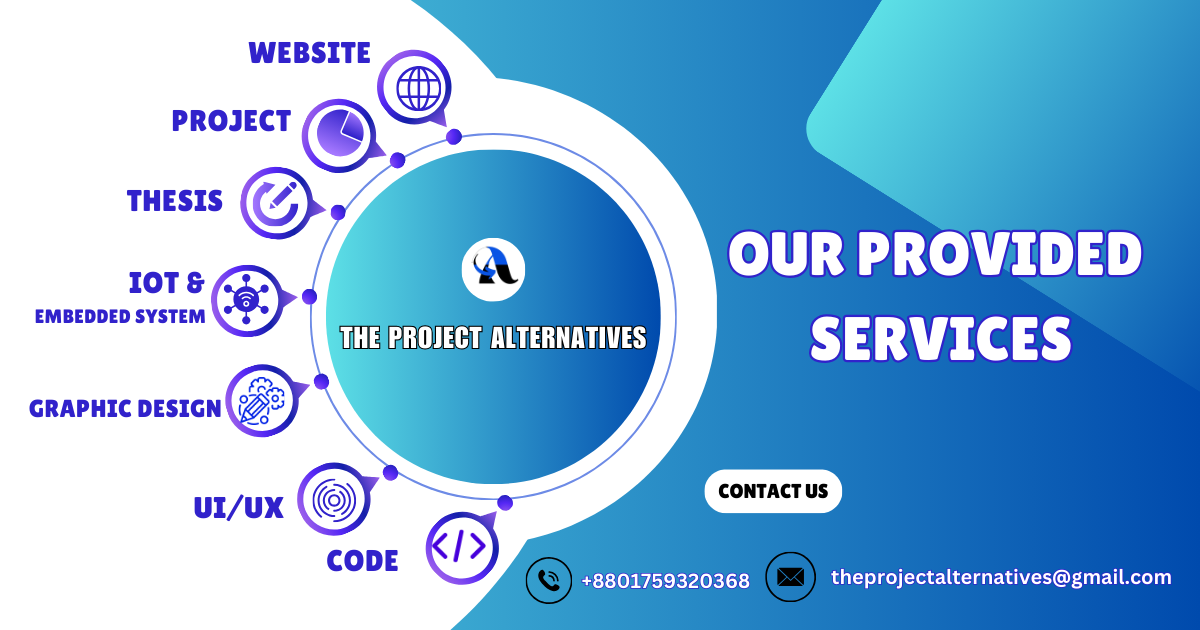 WEBSITE
PROJECT
THESIS
IOT &
EMBEDDED SYSTEM
GRAPHIC DESIGN
UI/UX
CODE
THE PROJECT ALTERNATIVES
OUR PROVIDED
SERVICES
CONTACT US
+8801759320368
theprojectalternatives@gmail.com